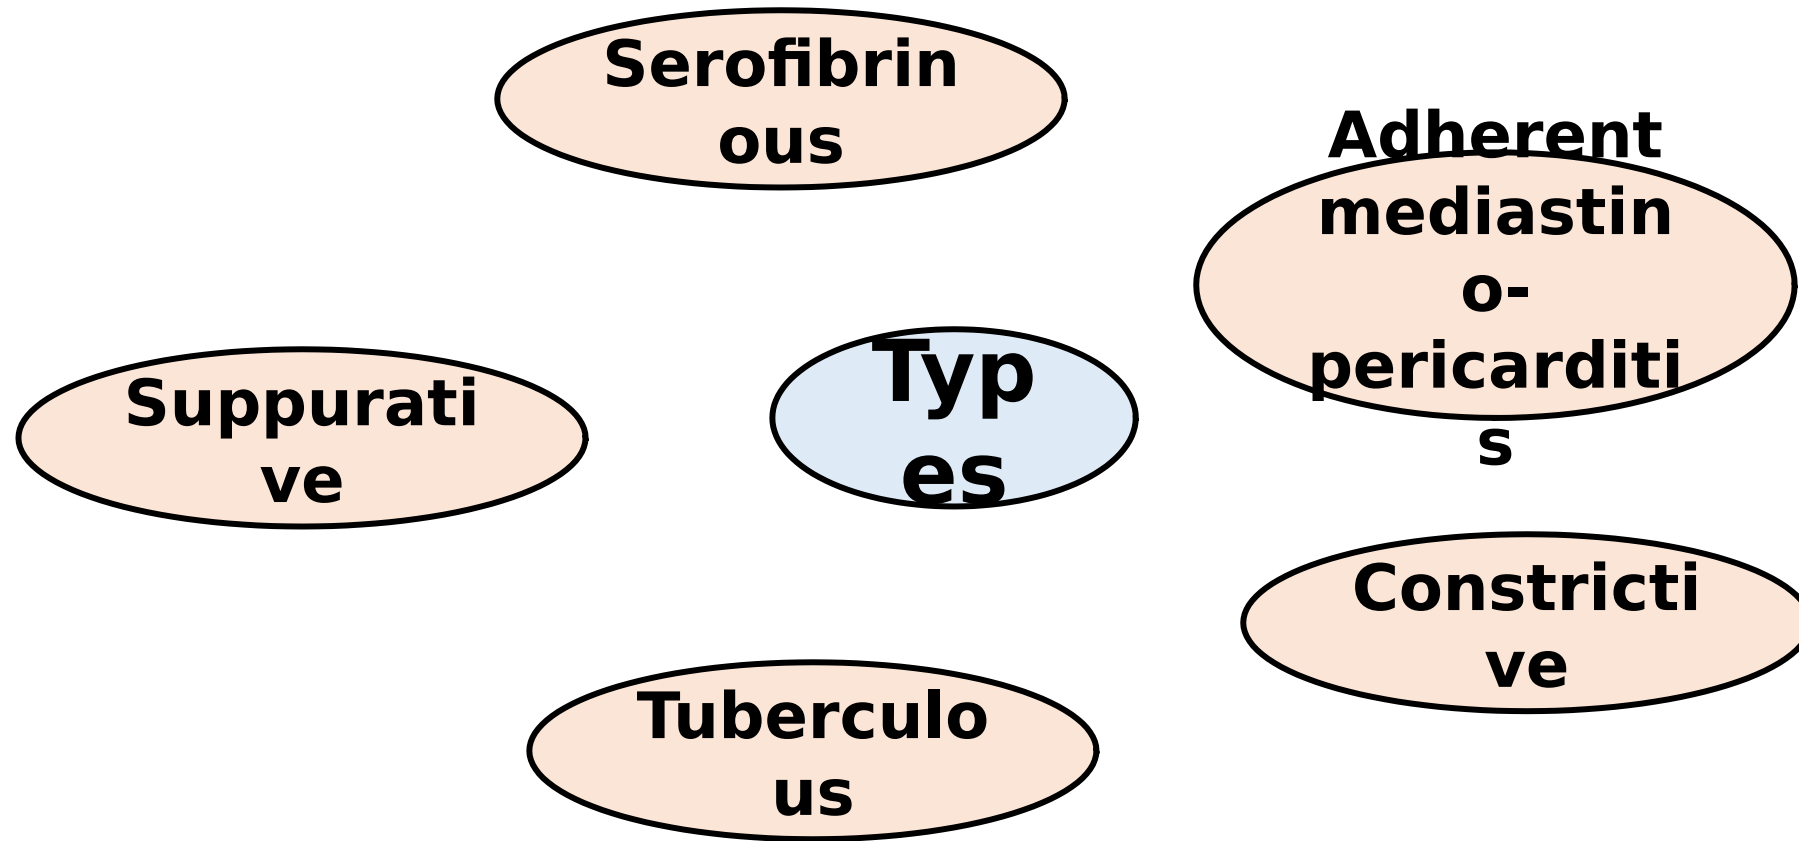 Serofibrin
ous
Adherent
mediastin
o-
pericarditi
s
Typ
es
Suppurati
ve
Constricti
ve
Tuberculo
us